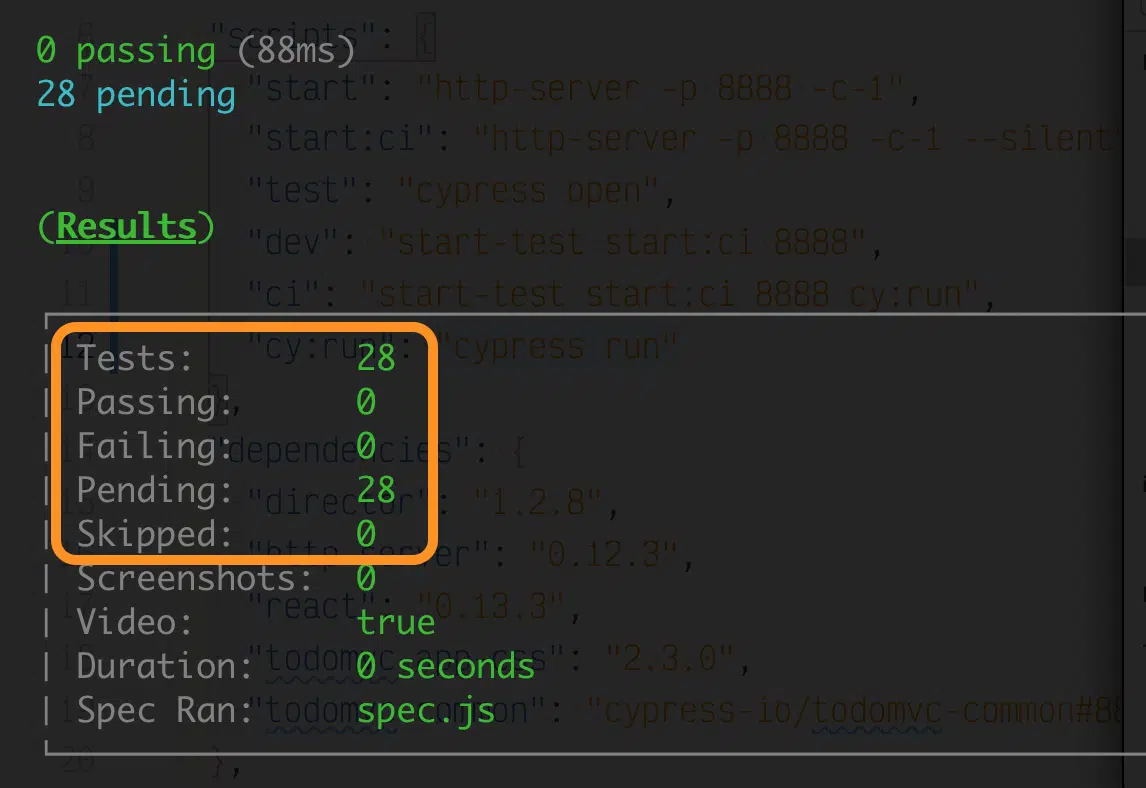 0 passing (88ms)
28 pending
(Results)
Tests: 28
Passing: 0
Failing: 0
Pending: 28
Skipped: 0
Screenshots: 0
Video: true
Duration: 0 seconds
Spec Ran: spec.js
"scripts": {
"start": "http-server -p 8888 -c-1",
8 "start:ci": "http-server -p 8888 -c-1 --silent"
9 "test": "cypress open",
"dev": "start-test start:ci 8888",
11 "ci": "start-test start:ci 8888 cy:run",
12 "cy:run": "cypress run"
},
"dependencies": {
"director": "1.2.8",
"http-server": "0.12.3",
"react": "0.13.3",
"todomvc-app-css": "2.3.0",
"todomvc-common": "cypress-io/todomvc-common#8
20 },